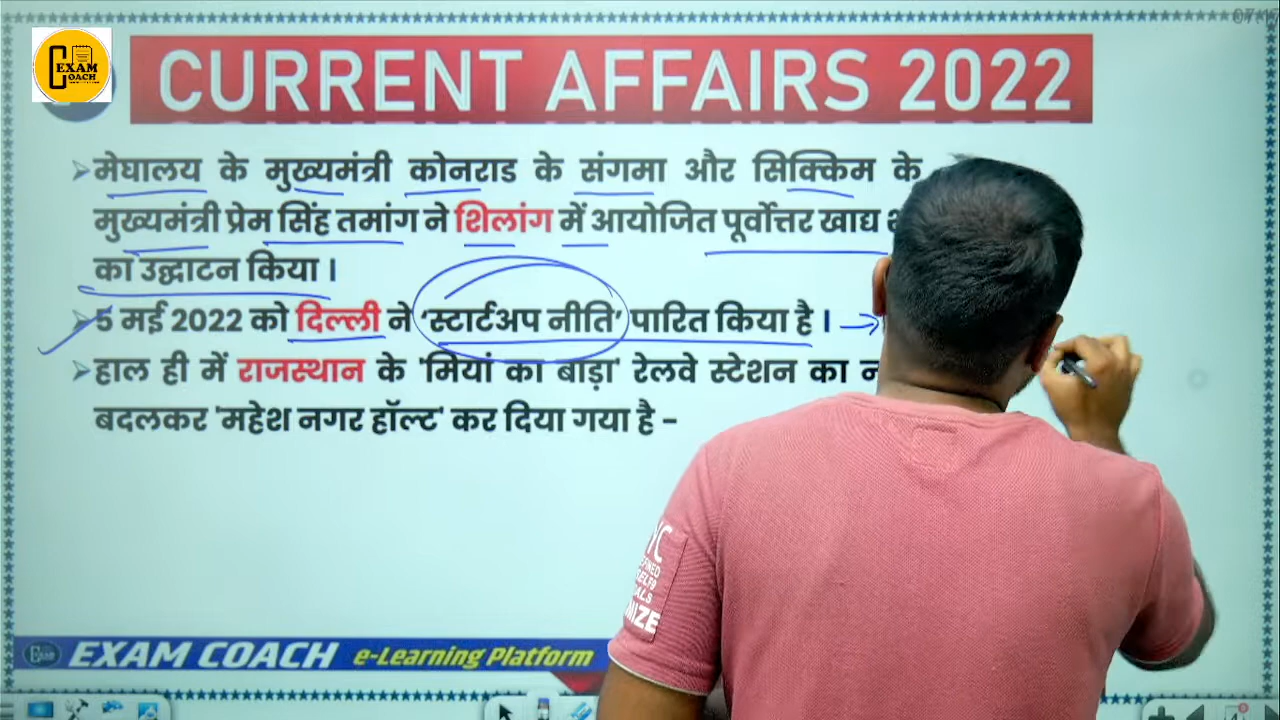 EXAM COACH
CURRENT AFFAIRS 2022
मेघालय के मुख्यमंत्री कोनराड के संगमा और सिक्किम के
मुख्यमंत्री प्रेम सिंह तमांग ने शिलांग में आयोजित पूर्वोत्तर खाद्य
का उद्घाटन किया।
5 मई 2022 को दिल्ली ने 'स्टार्टअप नीति' पारित किया है।
हाल ही में राजस्थान के 'मियां का बाड़ा' रेलवे स्टेशन का
बदलकर 'महेश नगर हॉल्ट' कर दिया गया है -
EXAM COACH e-Learning Platform